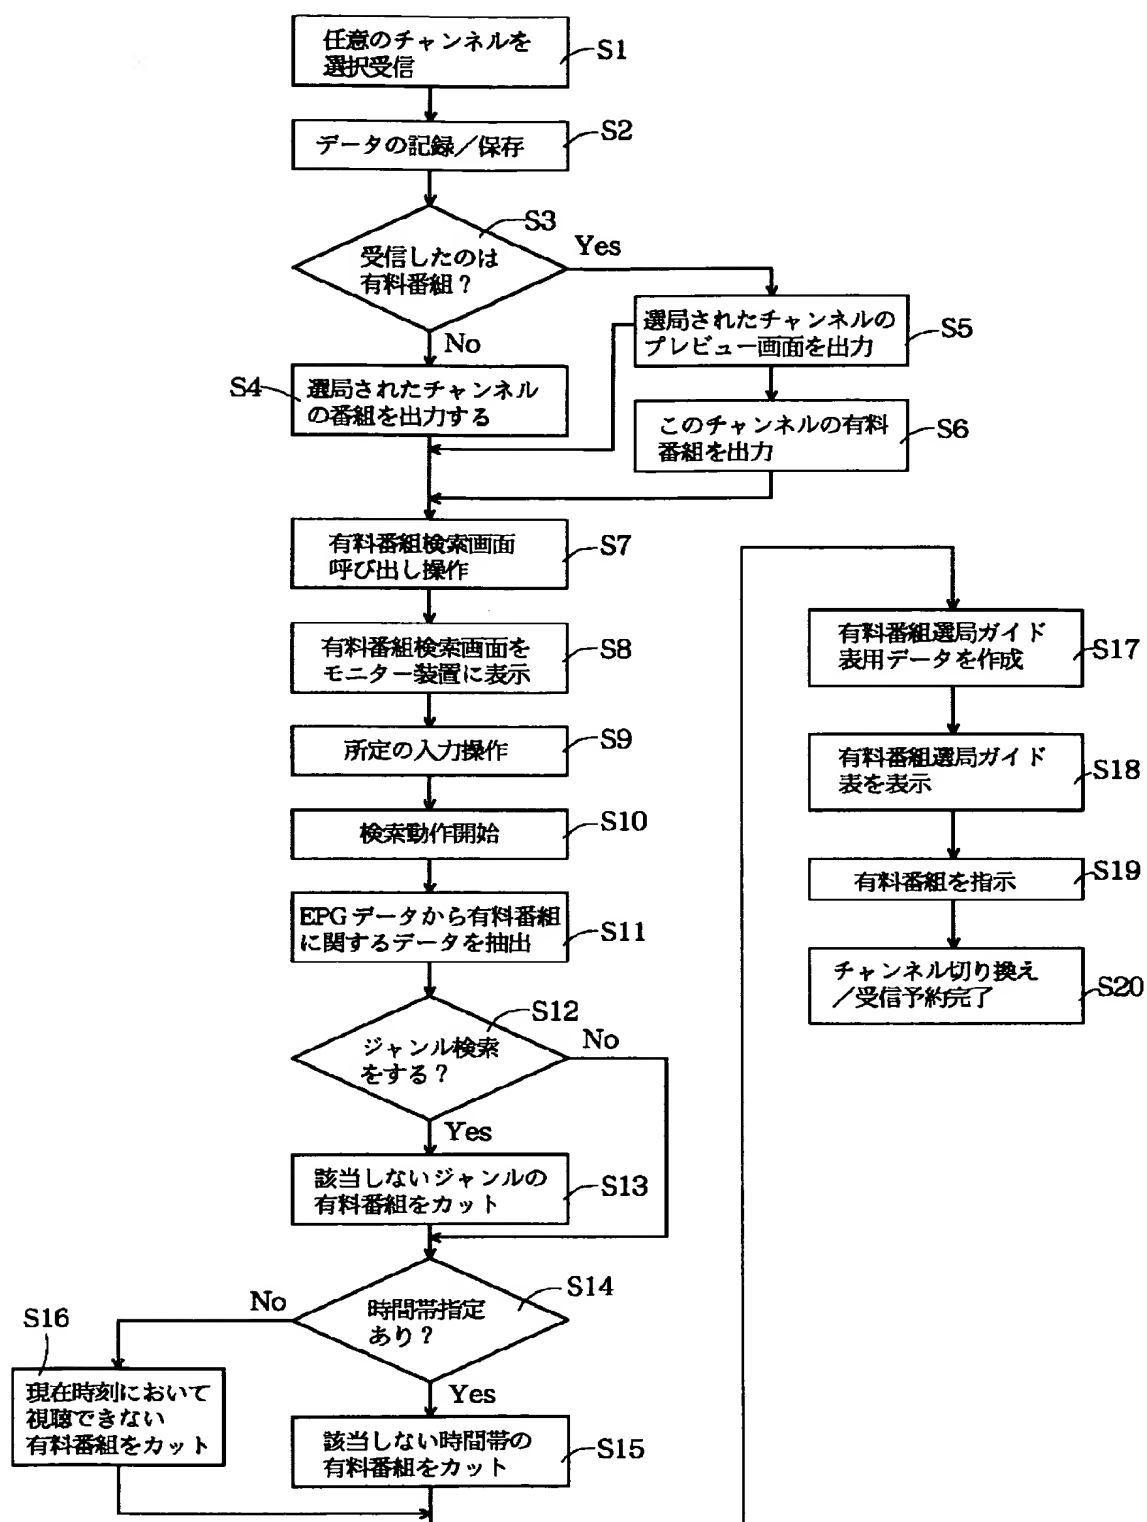 任意のチャンネルを
選択受信
S1
データの記録／保存
S2
S3
受信したのは
有料番組？
Yes
No
選局されたチャンネルの
プレビュー画面を出力
S5
S4
選局されたチャンネル
の番組を出力する
このチャンネルの有料
番組を出力
S6
有料番組検索画面
呼び出し操作
S7
有料番組検索画面を
モニター装置に表示
S8
所定の入力操作
S9
検索動作開始
S10
EPGデータから有料番組
に関するデータを抽出
S11
S12
ジャンル検索
をする？
No
Yes
該当しないジャンルの
有料番組をカット
S13
S14
時間帯指定
あり？
No
Yes
S16
現在時刻において
視聴できない
有料番組をカット
該当しない時間帯の
有料番組をカット
S15
有料番組選局ガイド
表用データを作成
S17
有料番組選局ガイド
表を表示
S18
有料番組を指示
S19
チャンネル切り換え
／受信予約完了
S20